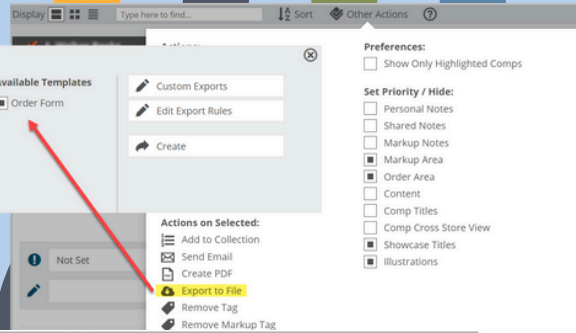 Display
Type here to find...
Sort
Other Actions
Available Templates
Order Form
Custom Exports
Edit Export Rules
Create
Actions on Selected:
Add to Collection
Send Email
Create PDF
Export to File
Remove Tag
Remove Markup Tag
Not Set
Preferences:
Show Only Highlighted Comps
Set Priority / Hide:
Personal Notes
Shared Notes
Markup Notes
Markup Area
Order Area
Content
Comp Titles
Comp Cross Store View
Showcase Titles
Illustrations